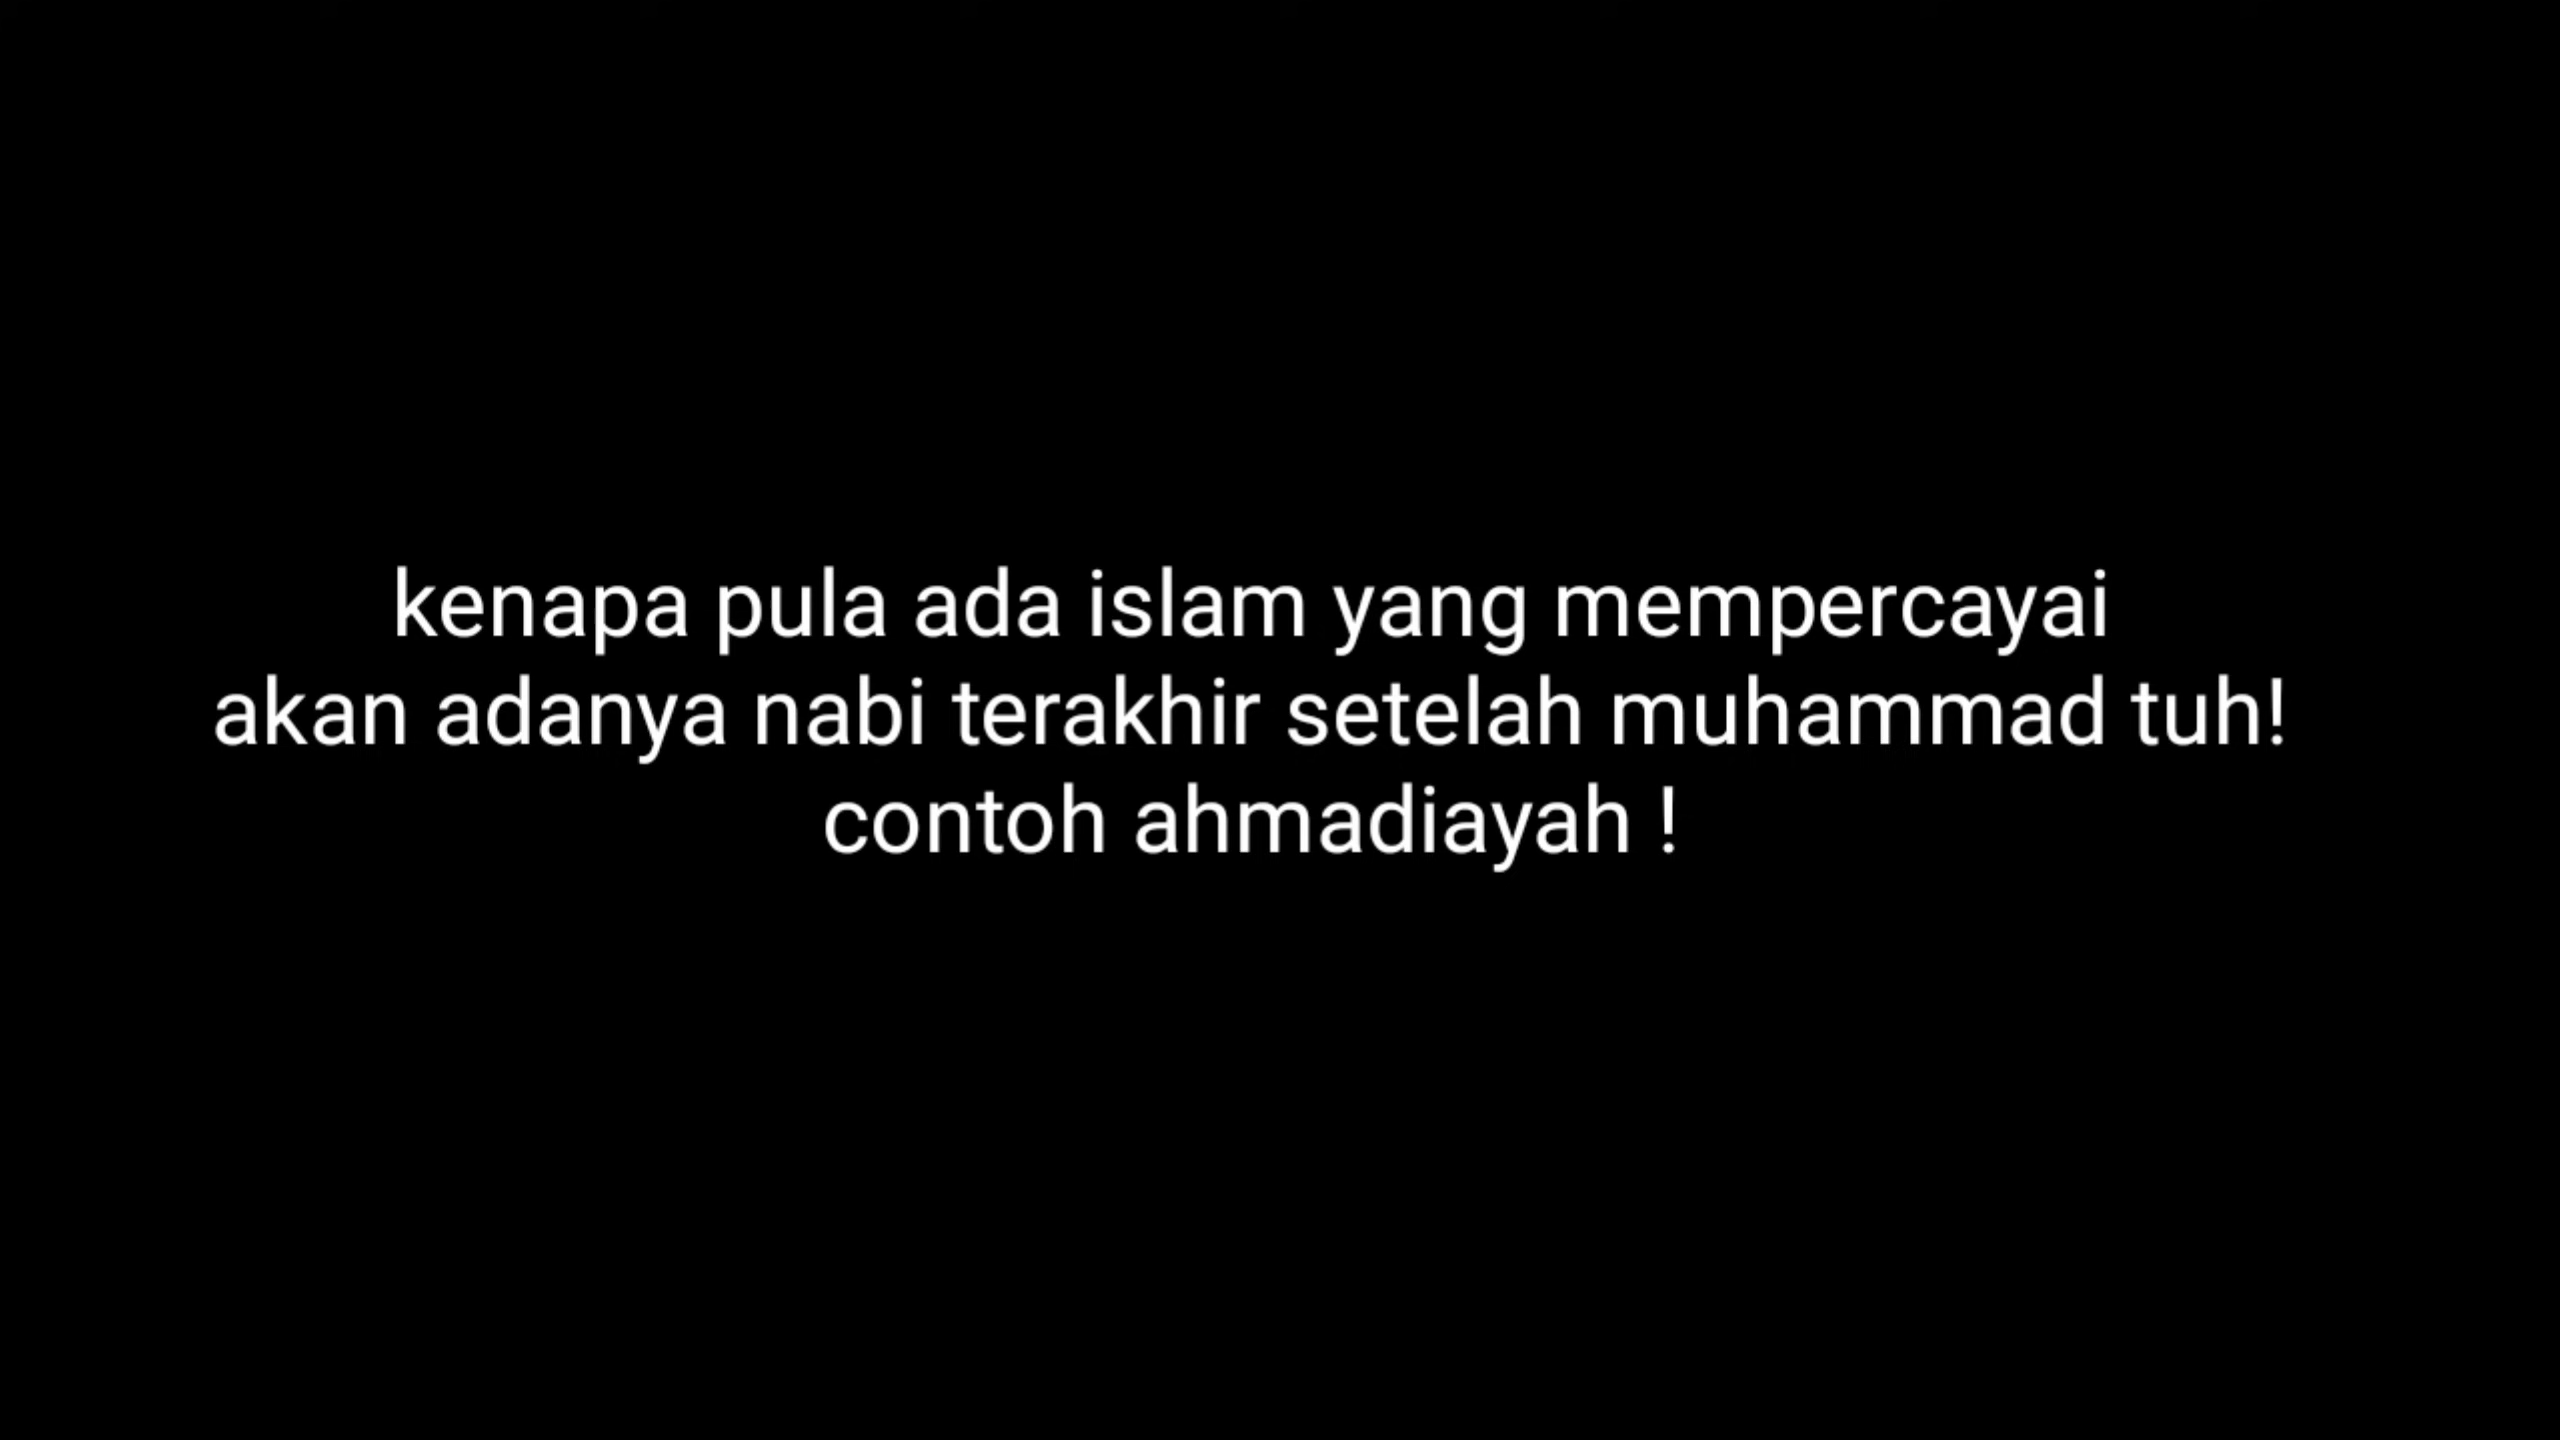 kenapa pula ada islam yang mempercayai
akan adanya nabi terakhir setelah muhammad tuh!
contoh ahmadiayah !